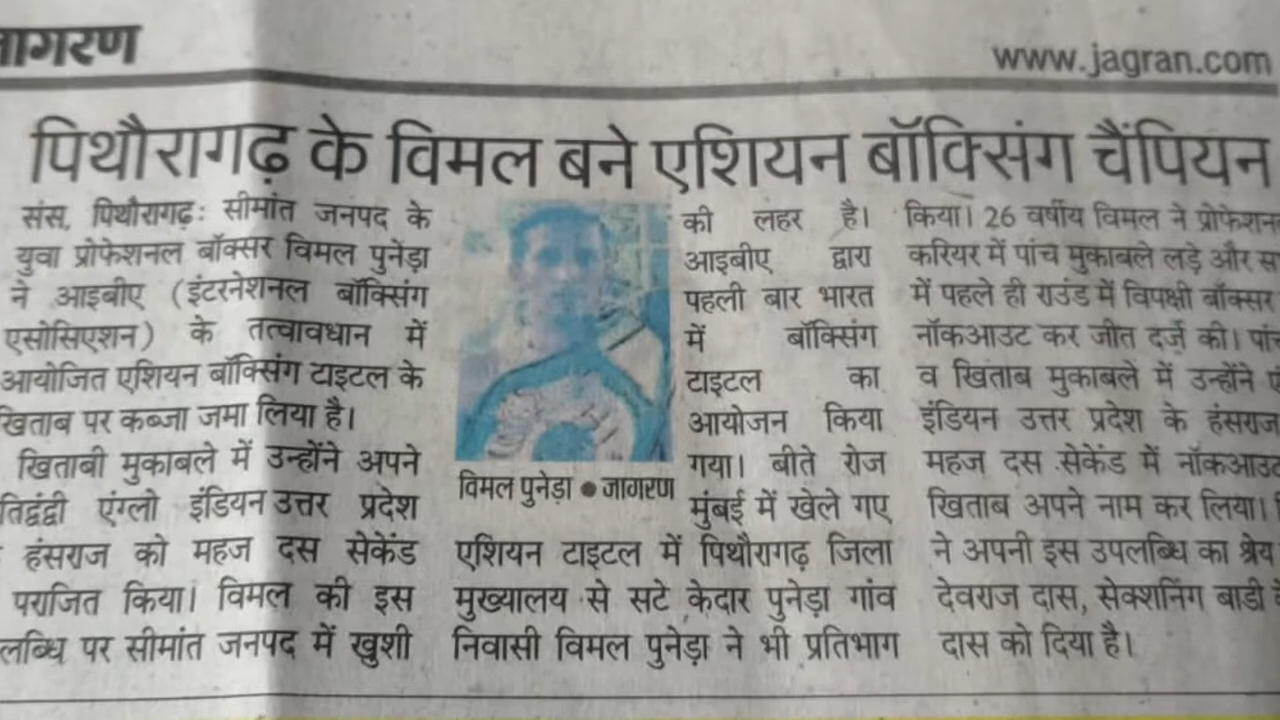 जागरण
www.jagran.com
पिथौरागढ़ के विमल बने एशियन बॉक्सिंग चैंपियन
संस, पिथौरागढ़: सीमांत जनपद के
युवा प्रोफेशनल बॉक्सर विमल पुनेड़ा
ने आइबीए (इंटरनेशनल बॉक्सिंग
एसोसिएशन) के तत्वावधान में
आयोजित एशियन बॉक्सिंग टाइटल के
खिताब पर कब्जा जमा लिया है।
खिताबी मुकाबले में उन्होंने अपने
तिद्वंद्वी एंग्लो इंडियन उत्तर प्रदेश
हंसराज को महज दस सेकेंड
पराजित किया। विमल की इस
लब्धि पर सीमांत जनपद में खुशी
विमल पुनेड़ा ● जागरण
की लहर है।
आइबीए द्वारा
पहली बार भारत
में बॉक्सिंग
टाइटल का
आयोजन किया
गया। बीते रोज
मुंबई में खेले गए
एशियन टाइटल में पिथौरागढ़ जिला
मुख्यालय से सटे केदार पुनेड़ा गांव
निवासी विमल पुनेड़ा ने भी प्रतिभाग
किया। 26 वर्षीय विमल ने प्रोफेशन
करियर में पांच मुकाबले लड़े और
में पहले ही राउंड में विपक्षी बॉक्सर
नॉकआउट कर जीत दर्ज की। पांच
व खिताब मुकाबले में उन्होंने
इंडियन उत्तर प्रदेश के हंसराज
महज दस सेकेंड में नॉकआउट
खिताब अपने नाम कर लिया।
ने अपनी इस उपलब्धि का श्रेय
देवराज दास, सेक्शनिंग बाडी
दास को दिया है।